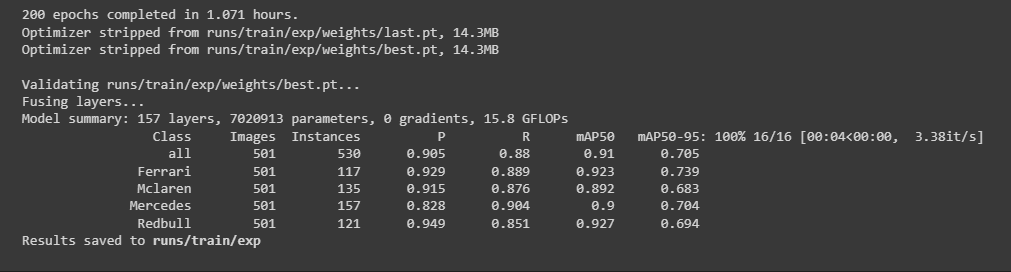 200 epochs completed in 1.071 hours.
Optimizer stripped from runs/train/exp/weights/last.pt, 14.3MB
Optimizer stripped from runs/train/exp/weights/best.pt, 14.3MB
Validating runs/train/exp/weights/best.pt...
Fusing layers...
Model summary: 157 layers, 7020913 parameters, 0 gradients, 15.8 GFLOPs
Class Images Instances P R mAP50 mAP50-95: 100% 16/16 [00:04<00:00, 3.38it/s]
all 501 530 0.905 0.88 0.91 0.705
Ferrari 501 117 0.929 0.889 0.923 0.739
Mclaren 501 135 0.915 0.876 0.892 0.683
Mercedes 501 157 0.828 0.904 0.9 0.704
Redbull 501 121 0.949 0.851 0.927 0.694
Results saved to runs/train/exp